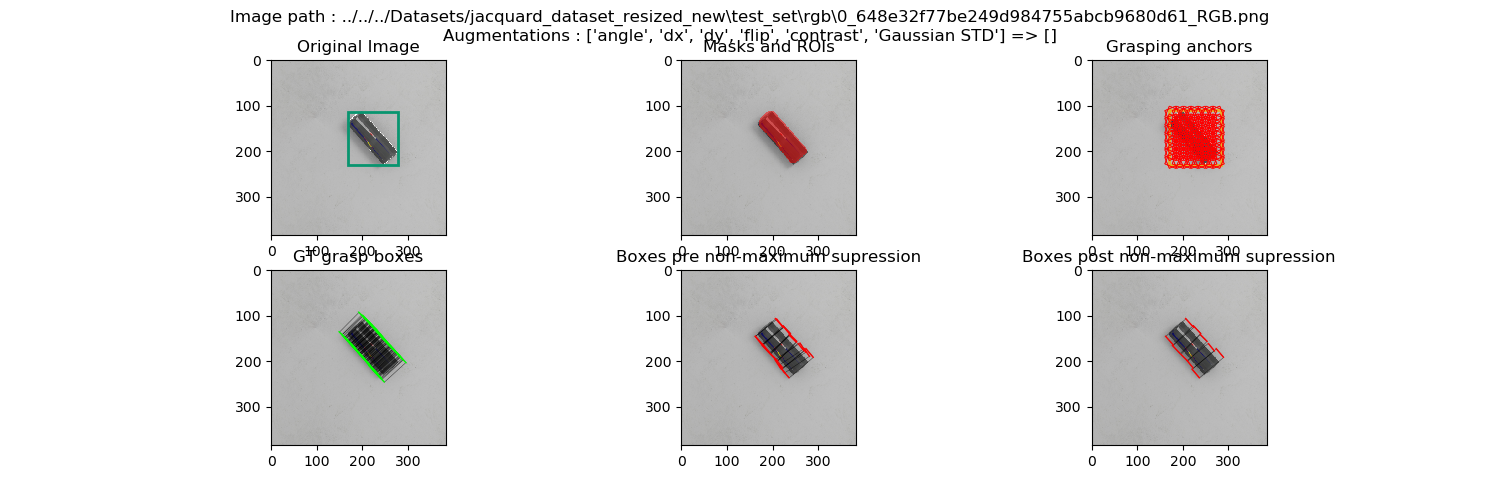 Image path : ../../../Datasets/jacquard_dataset_resized_new\test_set\rgb\0_648e32f77be249d984755abcb9680d61_RGB.png
Augmentations : ['angle', 'dx', 'dy', 'flip', 'contrast', 'Gaussian STD'] => []
Original Image
Masks and ROIs
Grasping anchors
0
100
200
300
0 100 200 300
0
100
200
300
0 100 200 300
0
100
200
300
0 100 200 300
GT grasp boxes
Boxes pre non-maximum supression
Boxes post non-maximum supression
0
100
200
300
0 100 200 300
0
100
200
300
0 100 200 300
0
100
200
300
0 100 200 300